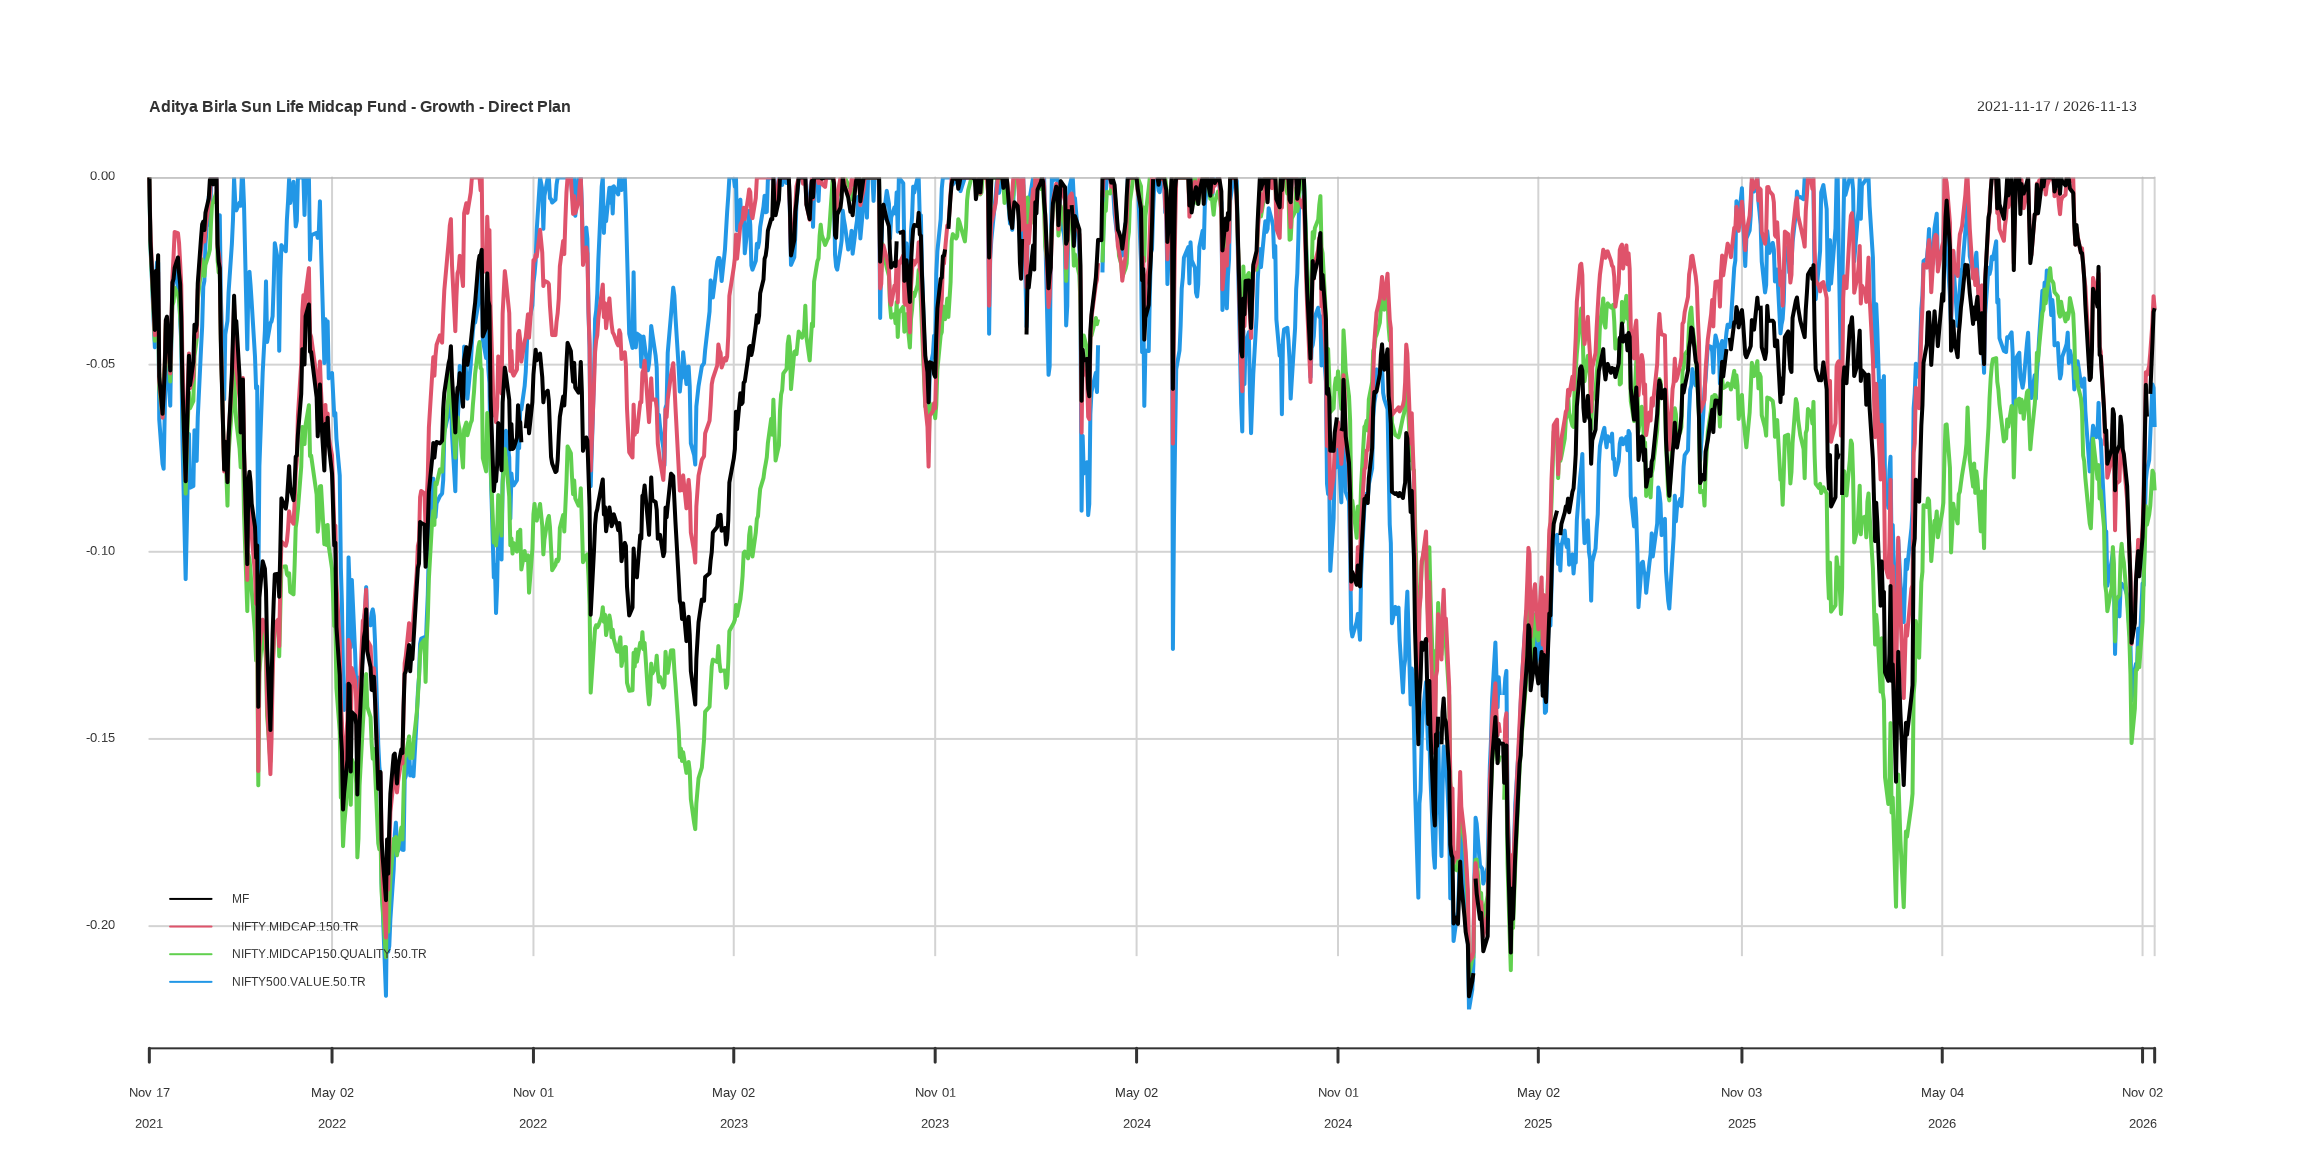 Aditya Birla Sun Life Midcap Fund - Growth - Direct Plan
2021-11-17 / 2026-11-13
0.00
-0.05
-0.10
-0.15
-0.20
MF
NIFTY.MIDCAP.150.TR
NIFTY.MIDCAP150.QUALITY.50.TR
NIFTY500.VALUE.50.TR
Nov 17 May 02 Nov 01 May 02 Nov 01 May 02 Nov 01 May 02 Nov 03 May 04 Nov 02
2021 2022 2022 2023 2023 2024 2024 2025 2025 2026 2026